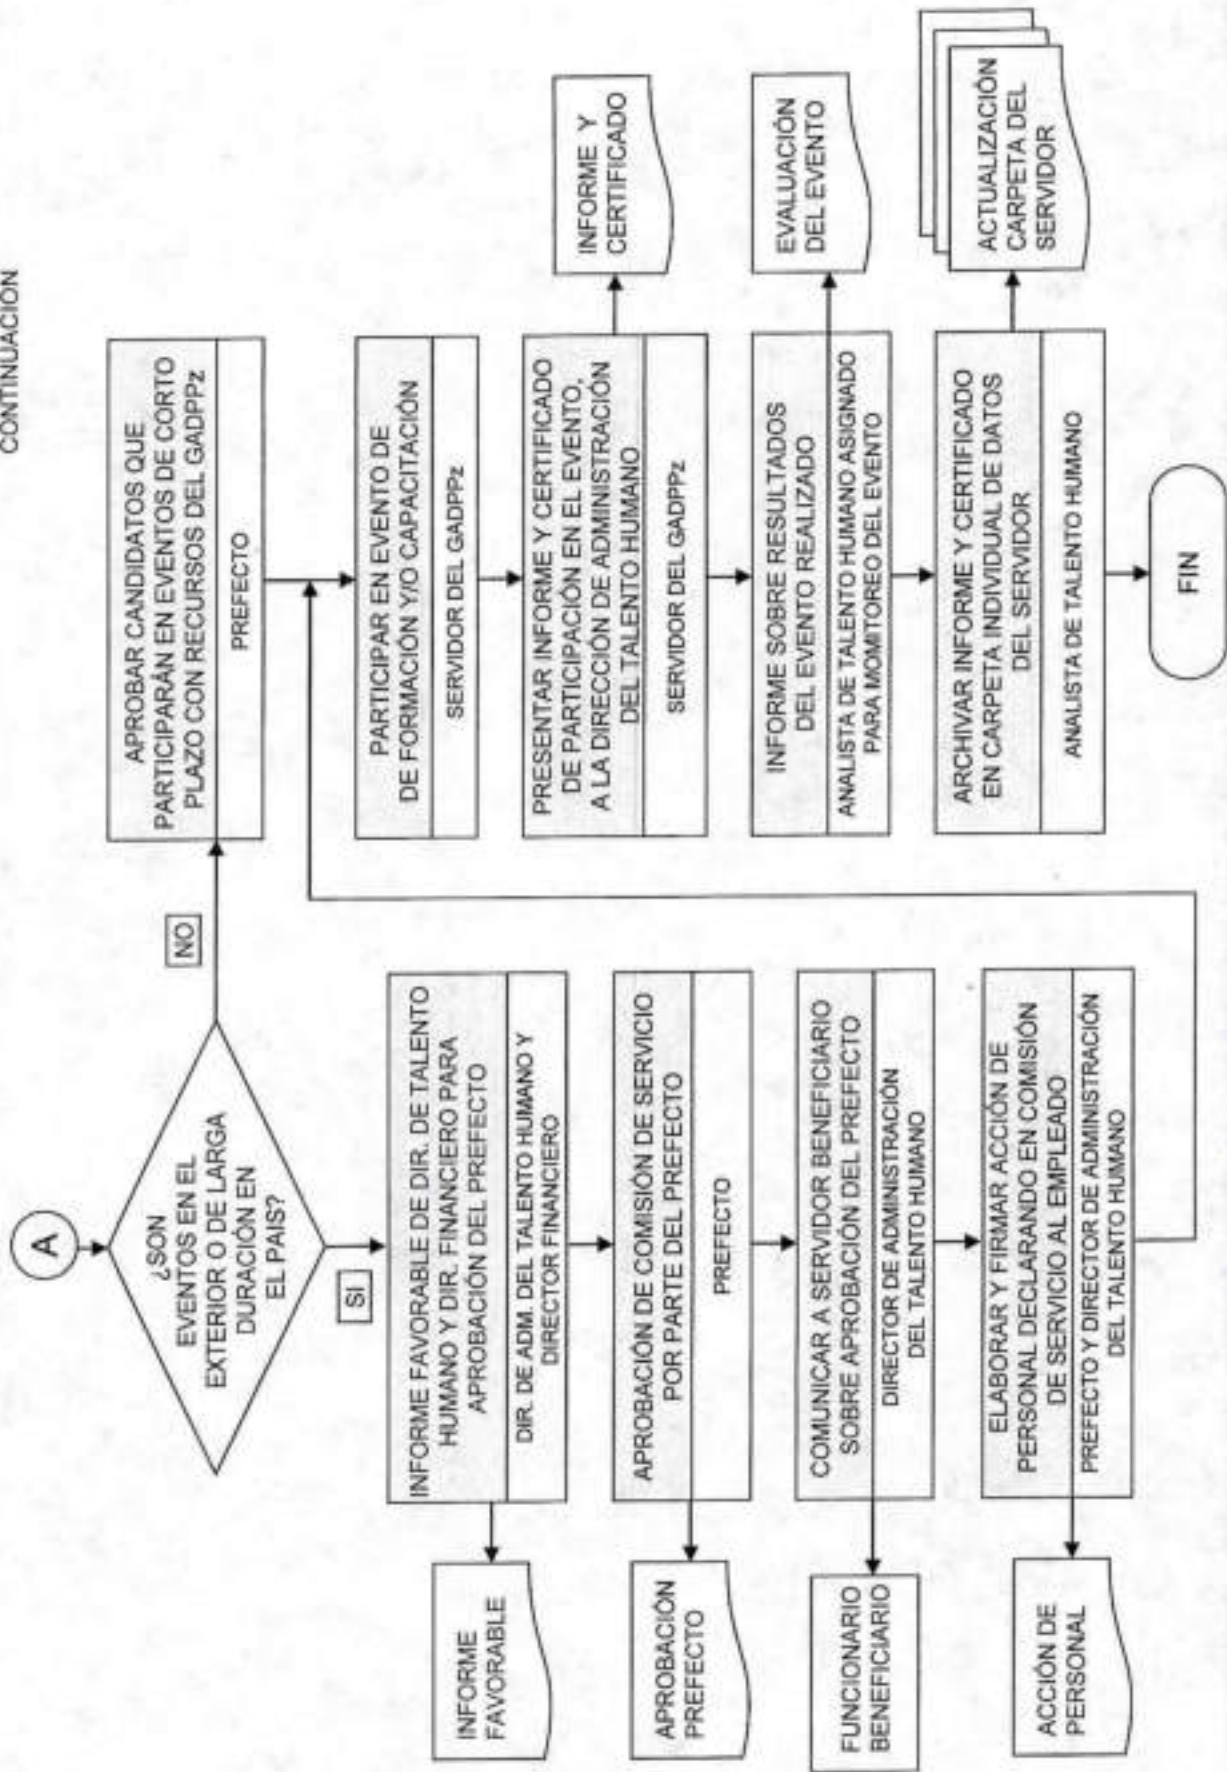 CONTINUACIÓN
A
¿SON
EVENTOS EN EL
EXTERIOR O DE LARGA
DURACIÓN EN
EL PAIS?
NO
SI
INFORME FAVORABLE DE DIR. DE TALENTO
HUMANO Y DIR. FINANCIERO PARA
APROBACIÓN DEL PREFECTO
DIR. DE ADM. DEL TALENTO HUMANO Y
DIRECTOR FINANCIERO
INFORME
FAVORABLE
APROBACIÓN DE COMISIÓN DE SERVICIO
POR PARTE DEL PREFECTO
PREFECTO
APROBACIÓN
PREFECTO
COMUNICAR A SERVIDOR BENEFICIARIO
SOBRE APROBACIÓN DEL PREFECTO
DIRECTOR DE ADMINISTRACIÓN
DEL TALENTO HUMANO
FUNCIONARIO
BENEFICIARIO
ELABORAR Y FIRMAR ACCIÓN DE
PERSONAL DECLARANDO EN COMISIÓN
DE SERVICIO AL EMPLEADO
PREFECTO Y DIRECTOR DE ADMINISTRACIÓN
DEL TALENTO HUMANO
ACCIÓN DE
PERSONAL
APROBAR CANDIDATOS QUE
PARTICIPARÁN EN EVENTOS DE CORTO
PLAZO CON RECURSOS DEL GADPPz
PREFECTO
PARTICIPAR EN EVENTO DE
DE FORMACIÓN Y/O CAPACITACIÓN
SERVIDOR DEL GADPPz
PRESENTAR INFORME Y CERTIFICADO
DE PARTICIPACIÓN EN EL EVENTO,
A LA DIRECCIÓN DE ADMINISTRACIÓN
DEL TALENTO HUMANO
SERVIDOR DEL GADPPz
INFORME Y
CERTIFICADO
INFORME SOBRE RESULTADOS
DEL EVENTO REALIZADO
ANALISTA DE TALENTO HUMANO ASIGNADO
PARA MOMITOREO DEL EVENTO
EVALUACIÓN
DEL EVENTO
ARCHIVAR INFORME Y CERTIFICADO
EN CARPETA INDIVIDUAL DE DATOS
DEL SERVIDOR
ANALISTA DE TALENTO HUMANO
ACTUALIZACIÓN
CARPETA DEL
SERVIDOR
FIN